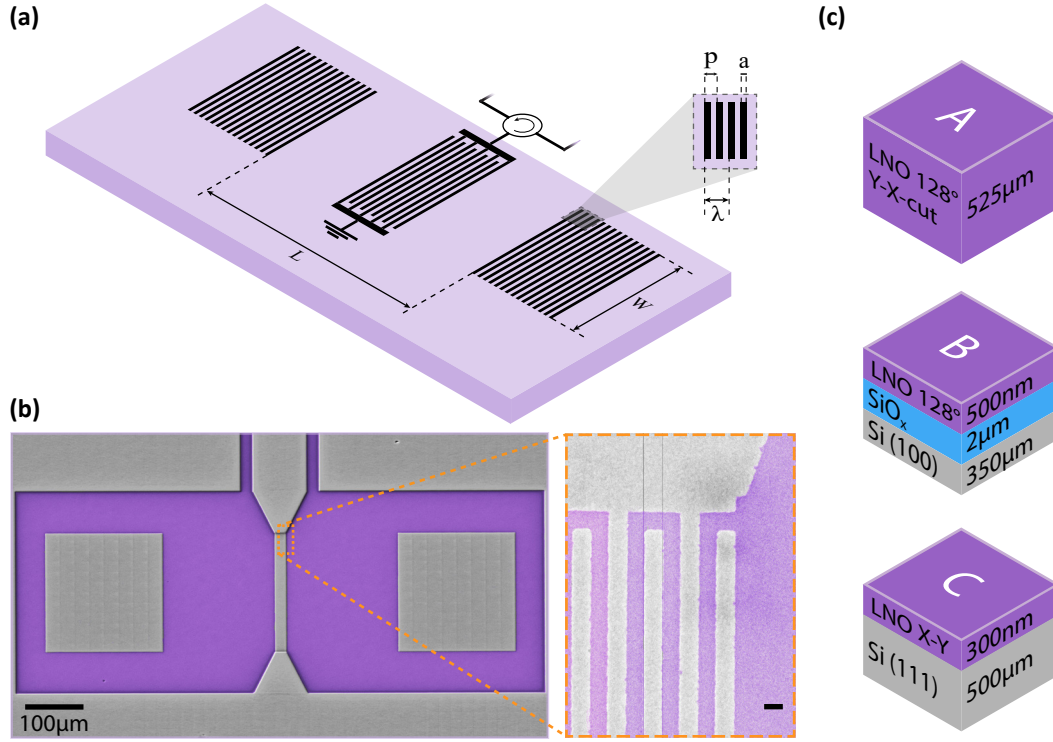 (a)
p
a
λ
L
W
(b)
100μm
(c)
A
LNO 128°
Y-X-cut
525μm
B
LNO 128°
500nm
SiOₓ
2μm
Si (100)
350μm
C
LNO X-Y
300nm
Si (111)
500μm